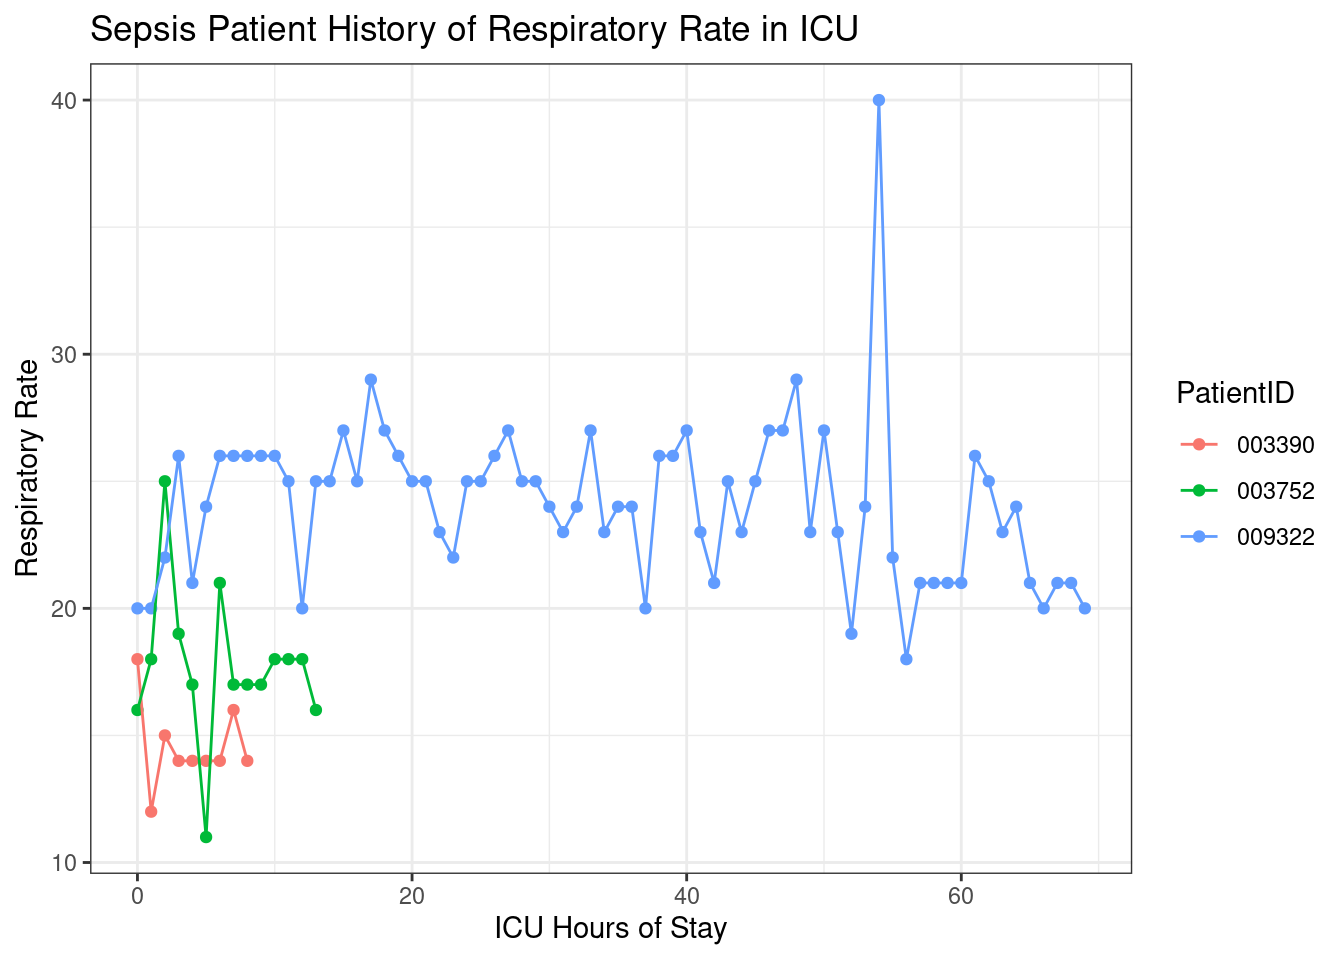 Sepsis Patient History of Respiratory Rate in ICU
40
30
20
10
Respiratory Rate
0
20
40
60
ICU Hours of Stay
PatientID
003390
003752
009322